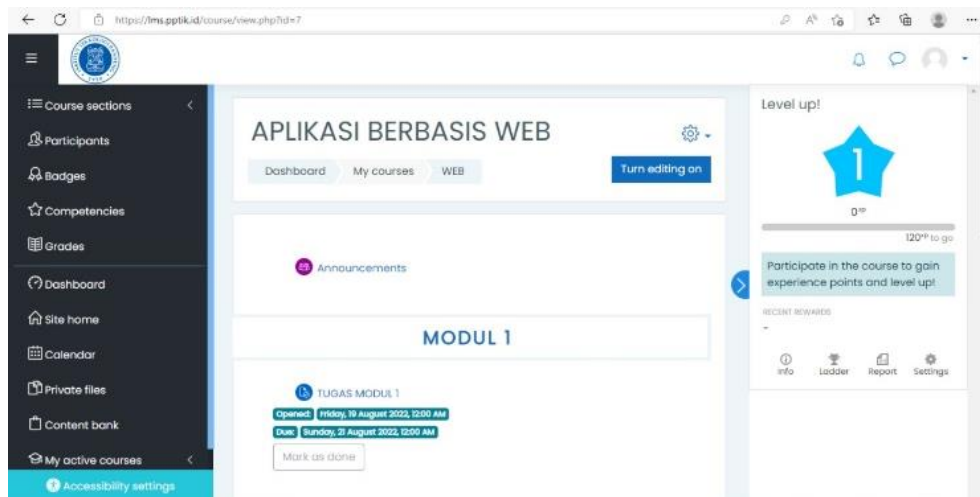 https://lms.pptik.id/course/view.php?id=7
Course sections
Participants
Badges
Competencies
Grades
Dashboard
Site home
Calendar
Private files
Content bank
My active courses
Accessibility settings
APLIKASI BERBASIS WEB
Dashboard My courses WEB
Turn editing on
Announcements
MODUL 1
TUGAS MODUL 1
Opened: Friday, 19 August 2022, 12:00 AM
Due: Sunday, 21 August 2022, 12:00 AM
Mark as done
Level up!
1
0xp
120xp to go
Participate in the course to gain
experience points and level up!
RECENT REWARDS
-
Info Ladder Report Settings